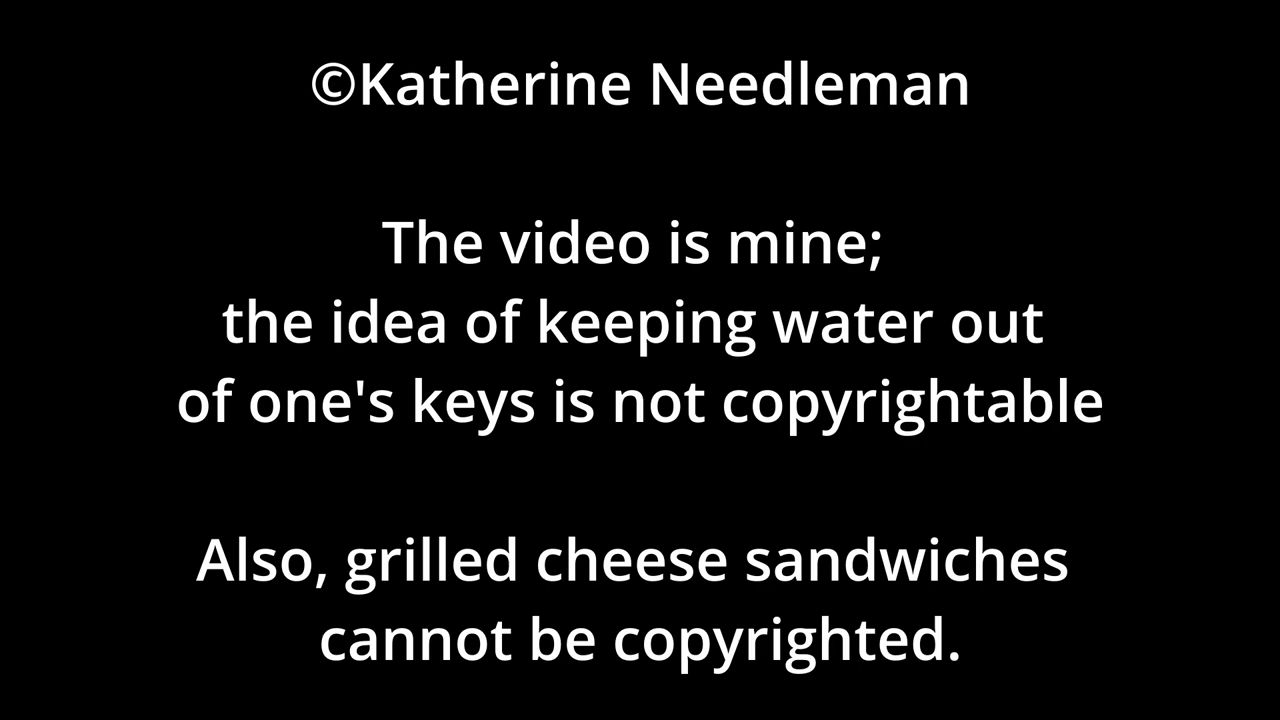 ©Katherine Needleman
The video is mine;
the idea of keeping water out
of one's keys is not copyrightable
Also, grilled cheese sandwiches
cannot be copyrighted.